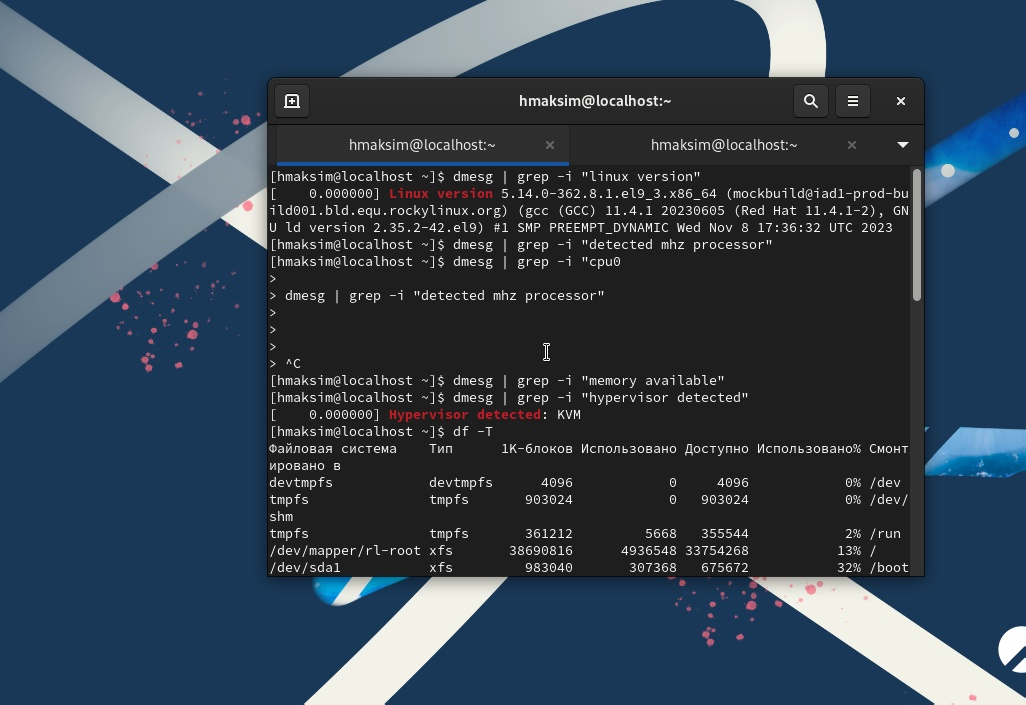 hmaksim@localhost:~
hmaksim@localhost:~ hmaksim@localhost:~
[hmaksim@localhost ~]$ dmesg | grep -i "linux version"
[    0.000000] Linux version 5.14.0-362.8.1.el9_3.x86_64 (mockbuild@iad1-prod-bu
ild001.bld.equ.rockylinux.org) (gcc (GCC) 11.4.1 20230605 (Red Hat 11.4.1-2), GN
U ld version 2.35.2-42.el9) #1 SMP PREEMPT_DYNAMIC Wed Nov 8 17:36:32 UTC 2023
[hmaksim@localhost ~]$ dmesg | grep -i "detected mhz processor"
[hmaksim@localhost ~]$ dmesg | grep -i "cpu0
>
> dmesg | grep -i "detected mhz processor"
>
>
>
> ^C
[hmaksim@localhost ~]$ dmesg | grep -i "memory available"
[hmaksim@localhost ~]$ dmesg | grep -i "hypervisor detected"
[    0.000000] Hypervisor detected: KVM
[hmaksim@localhost ~]$ df -T
Файловая система    Тип      1K-блоков Использовано Доступно Использовано% Смонт
ировано в
devtmpfs            devtmpfs      4096            0     4096            0% /dev
tmpfs               tmpfs       903024            0   903024            0% /dev/
shm
tmpfs               tmpfs       361212         5668   355544            2% /run
/dev/mapper/rl-root xfs       38690816      4936548 33754268           13% /
/dev/sda1           xfs         983040       307368   675672           32% /boot